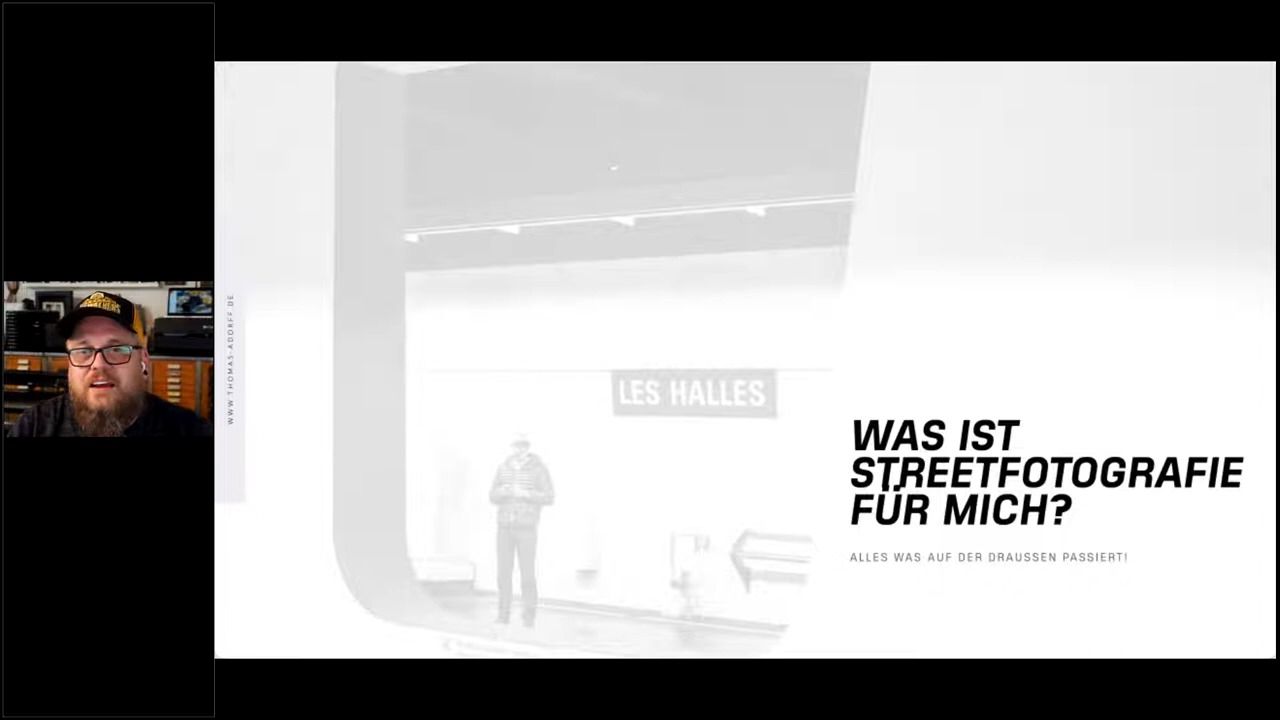 WWW.THOMAS-ADORFF.DE
LES HALLES
WAS IST
STREETFOTOGRAFIE
FÜR MICH?
ALLES WAS AUF DER DRAUSSEN PASSIERT!